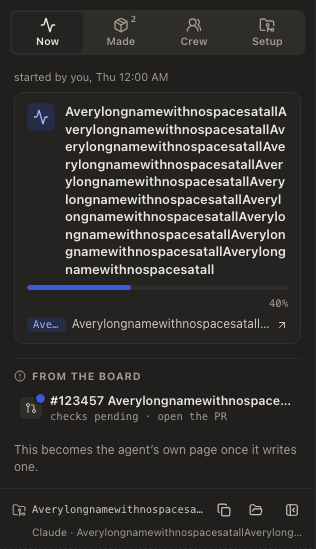 Now
Made 2
Crew
Setup
started by you, Thu 12:00 AM
AverylongnamewithnospacesatallA
verylongnamewithnospacesatallAv
erylongnamewithnospacesatallAve
rylongnamewithnospacesatallAver
ylongnamewithnospacesatallAvery
longnamewithnospacesatallAveryl
ongnamewithnospacesatallAverylo
ngnamewithnospacesatallAverylon
gnamewithnospacesatallAverylong
namewithnospacesatall
40%
Ave… Averylongnamewithnospacesatall…
FROM THE BOARD
#123457 Averylongnamewithnospace…
checks pending · open the PR
This becomes the agent’s own page once it writes
one.
Averylongnamewithnospacesa…
Claude · AverylongnamewithnospacesatallAverylong…